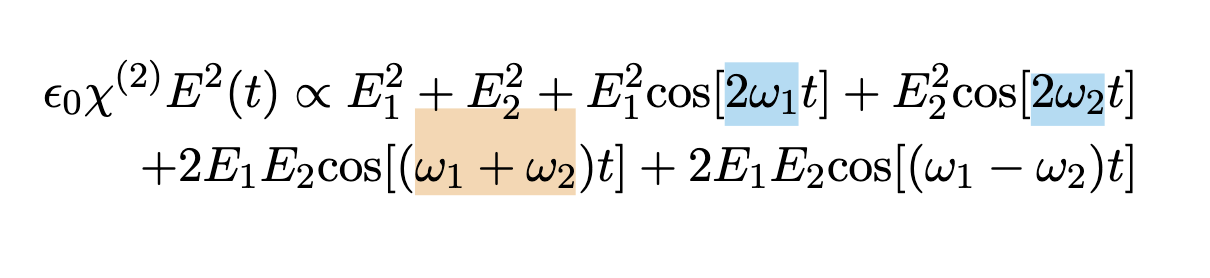 ϵ₀χ⁽²⁾E²(t) ∝ E₁² + E₂² + E₁²cos[2ω₁t] + E₂²cos[2ω₂t]
+2E₁E₂cos[(ω₁ + ω₂)t] + 2E₁E₂cos[(ω₁ − ω₂)t]